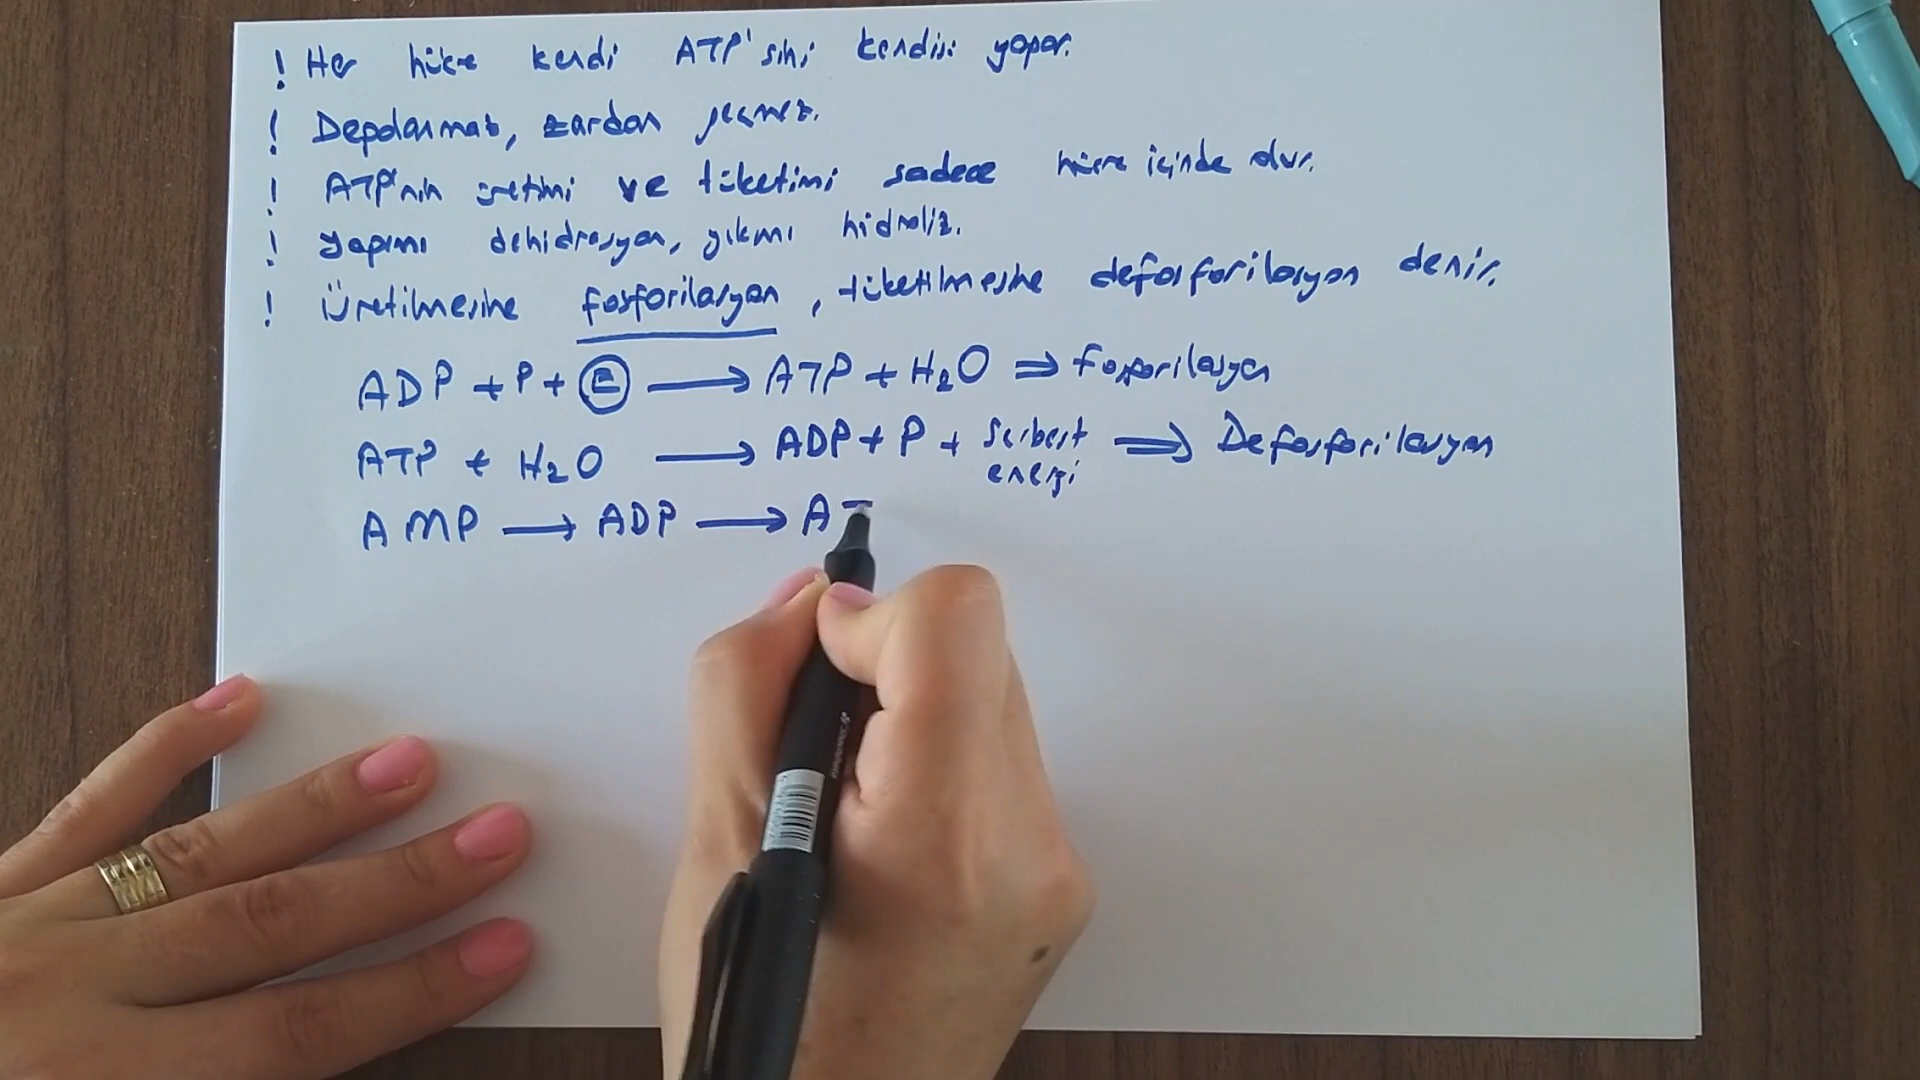 ! Her hücre kendi ATP'sini kendisi yapar.
! Depolanmaz, zardan geçmez.
! ATP'nin üretimi ve tüketimi sadece hücre içinde olur.
! yapımı dehidrasyon, yıkımı hidroliz.
! Üretilmesine fosforilasyon, tüketilmesine defosforilasyon denir.
ADP + P + E → ATP + H₂O ⇒ Fosforilasyon
ATP + H₂O → ADP + P + Serbest enerji ⇒ Defosforilasyon
AMP → ADP → AT